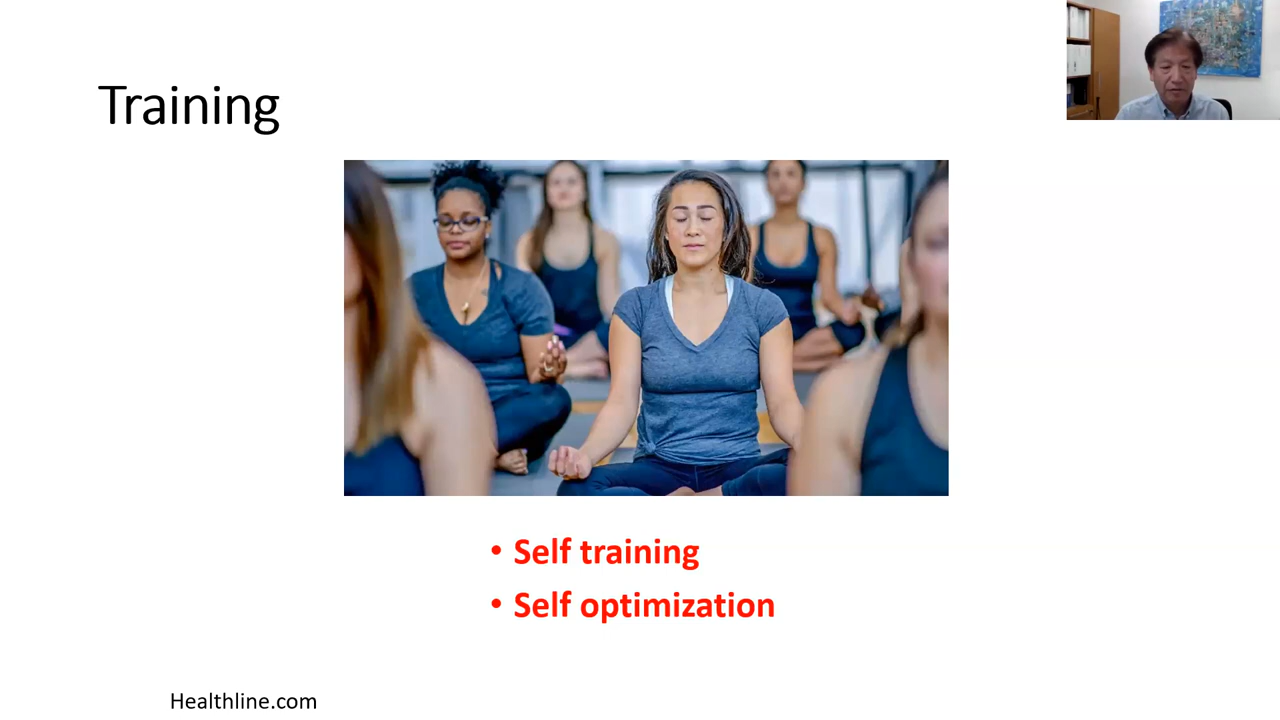 Training
• Self training
• Self optimization
Healthline.com